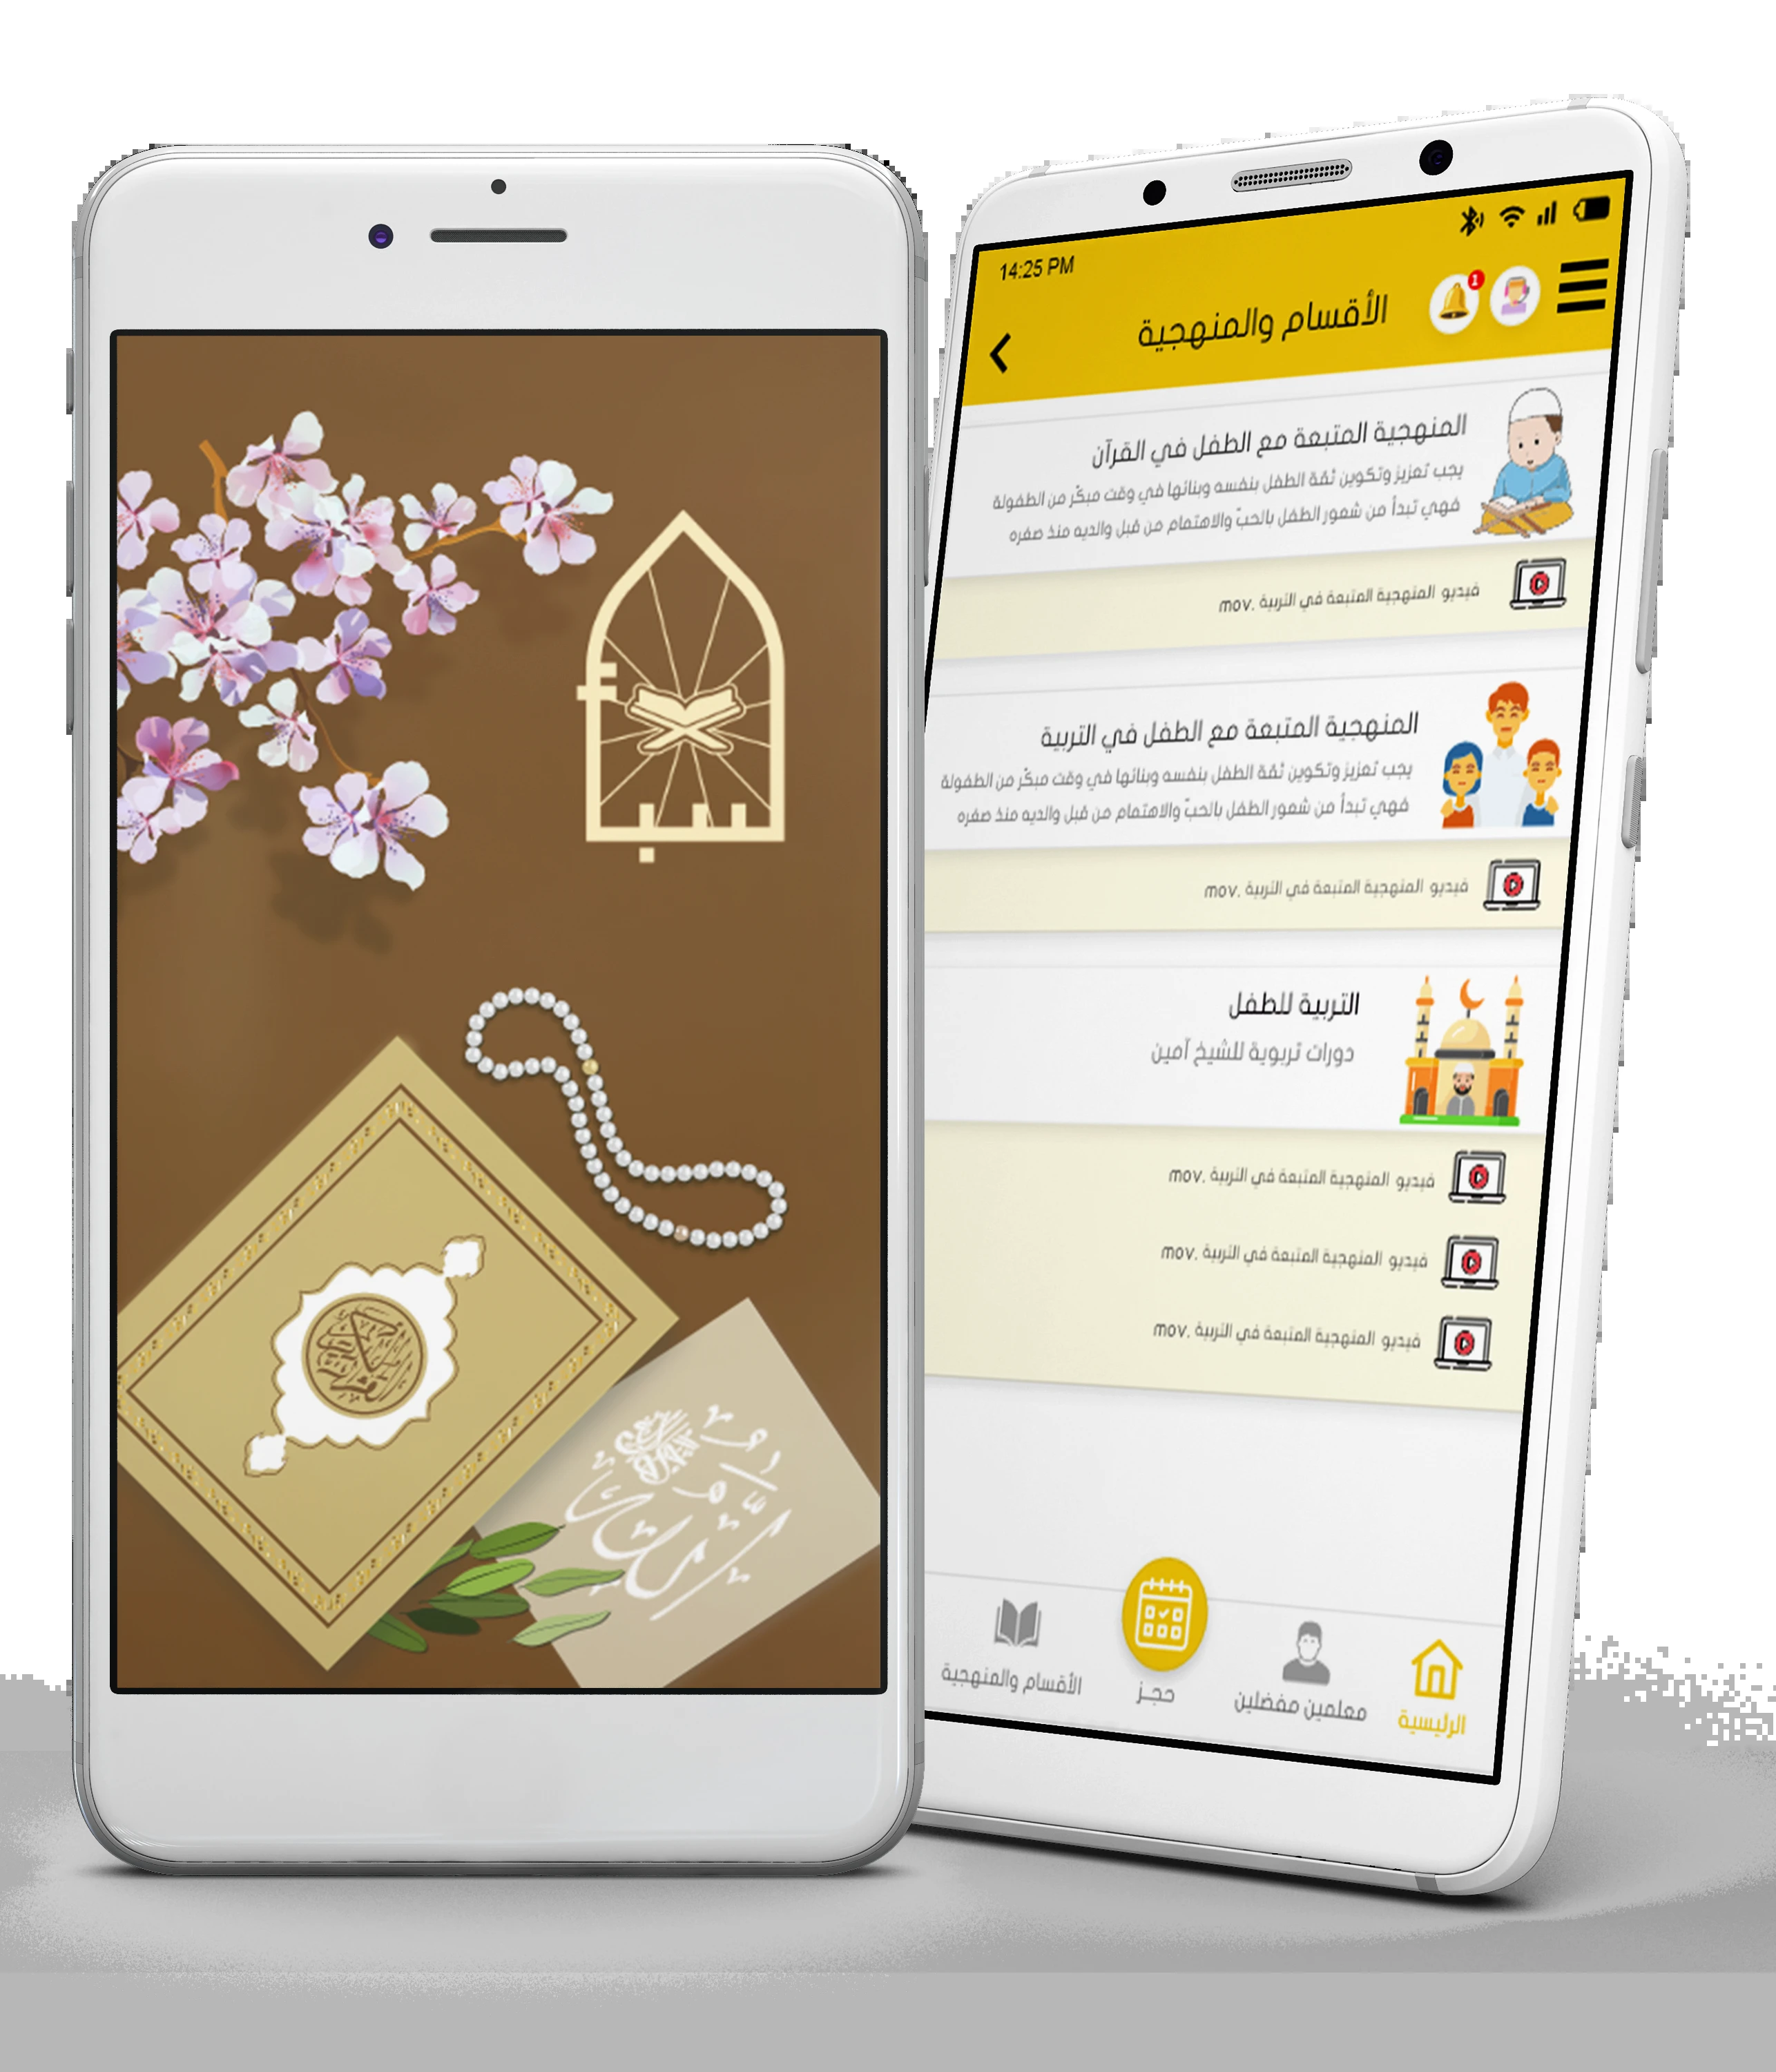 14:25 PM
1
الأقسام والمنهجية
المنهجية المتبعة مع الطفل في القرآن
يجب تعزيز وتكوين ثقة الطفل بنفسه وبنائها في وقت مبكّر من الطفولة
فهي تبدأ من شعور الطفل بالحبّ والاهتمام من قبل والديه منذ صغره
فيديو المنهجية المتبعة في التربية .mov
المنهجية المتبعة مع الطفل في التربية
يجب تعزيز وتكوين ثقة الطفل بنفسه وبنائها في وقت مبكّر من الطفولة
فهي تبدأ من شعور الطفل بالحبّ والاهتمام من قبل والديه منذ صغره
فيديو المنهجية المتبعة في التربية .mov
التربية للطفل
دورات تربوية للشيخ آمين
فيديو المنهجية المتبعة في التربية .mov
فيديو المنهجية المتبعة في التربية .mov
فيديو المنهجية المتبعة في التربية .mov
الرئيسية
معلمين مفضلين
حجـز
الأقسام والمنهجية